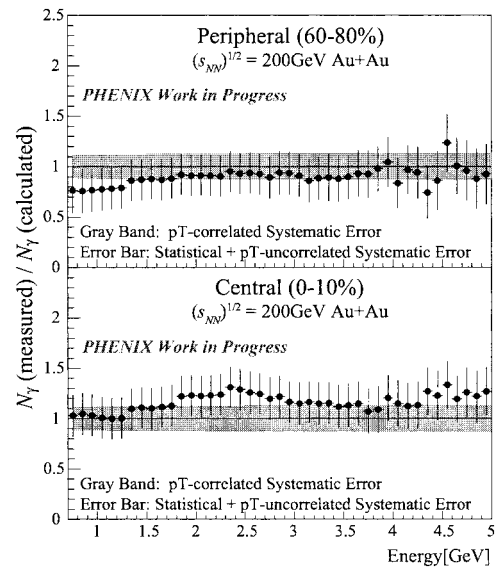 Peripheral (60-80%)
(s_NN)^1/2 = 200GeV Au+Au
PHENIX Work in Progress
Gray Band: pT-correlated Systematic Error
Error Bar: Statistical + pT-uncorrelated Systematic Error
2.5
2
1.5
1
0.5
0
Central (0-10%)
(s_NN)^1/2 = 200GeV Au+Au
PHENIX Work in Progress
Gray Band: pT-correlated Systematic Error
Error Bar: Statistical + pT-uncorrelated Systematic Error
2
1.5
1
0.5
0
N_γ (measured) / N_γ (calculated)
1 1.5 2 2.5 3 3.5 4 4.5 5
Energy[GeV]